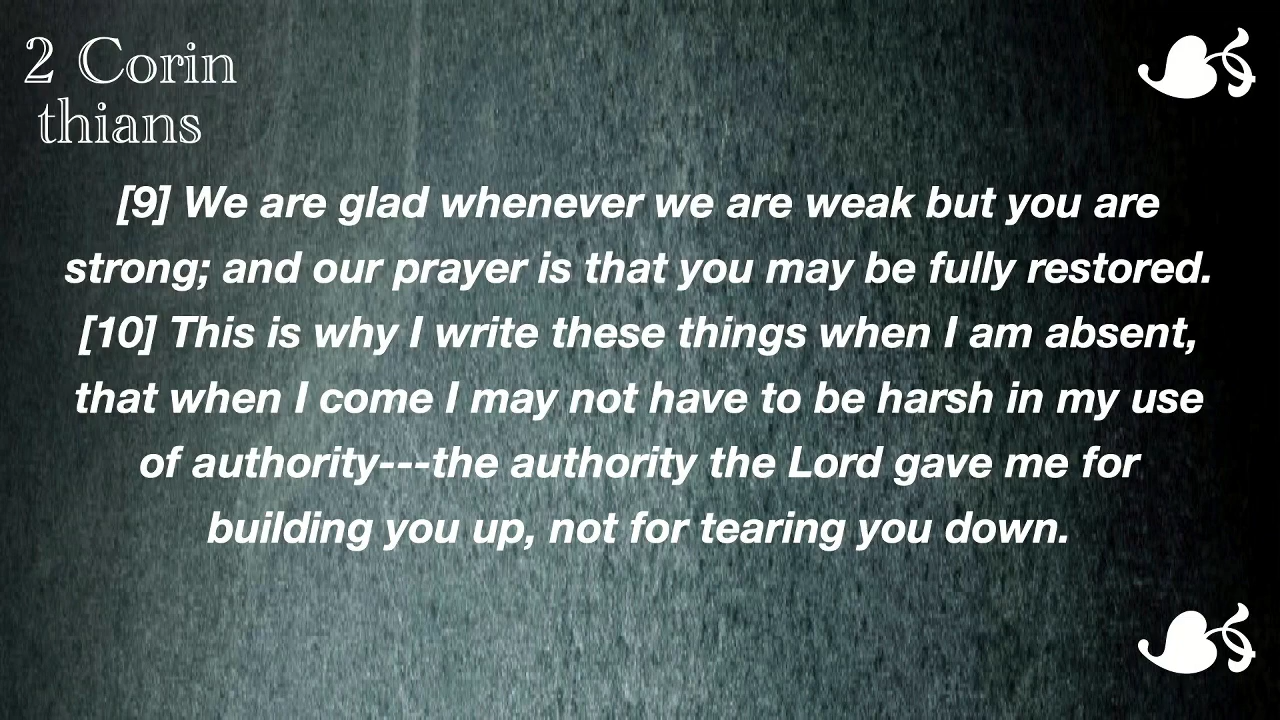 2 Corin
thians
[9] We are glad whenever we are weak but you are
strong; and our prayer is that you may be fully restored.
[10] This is why I write these things when I am absent,
that when I come I may not have to be harsh in my use
of authority---the authority the Lord gave me for
building you up, not for tearing you down.